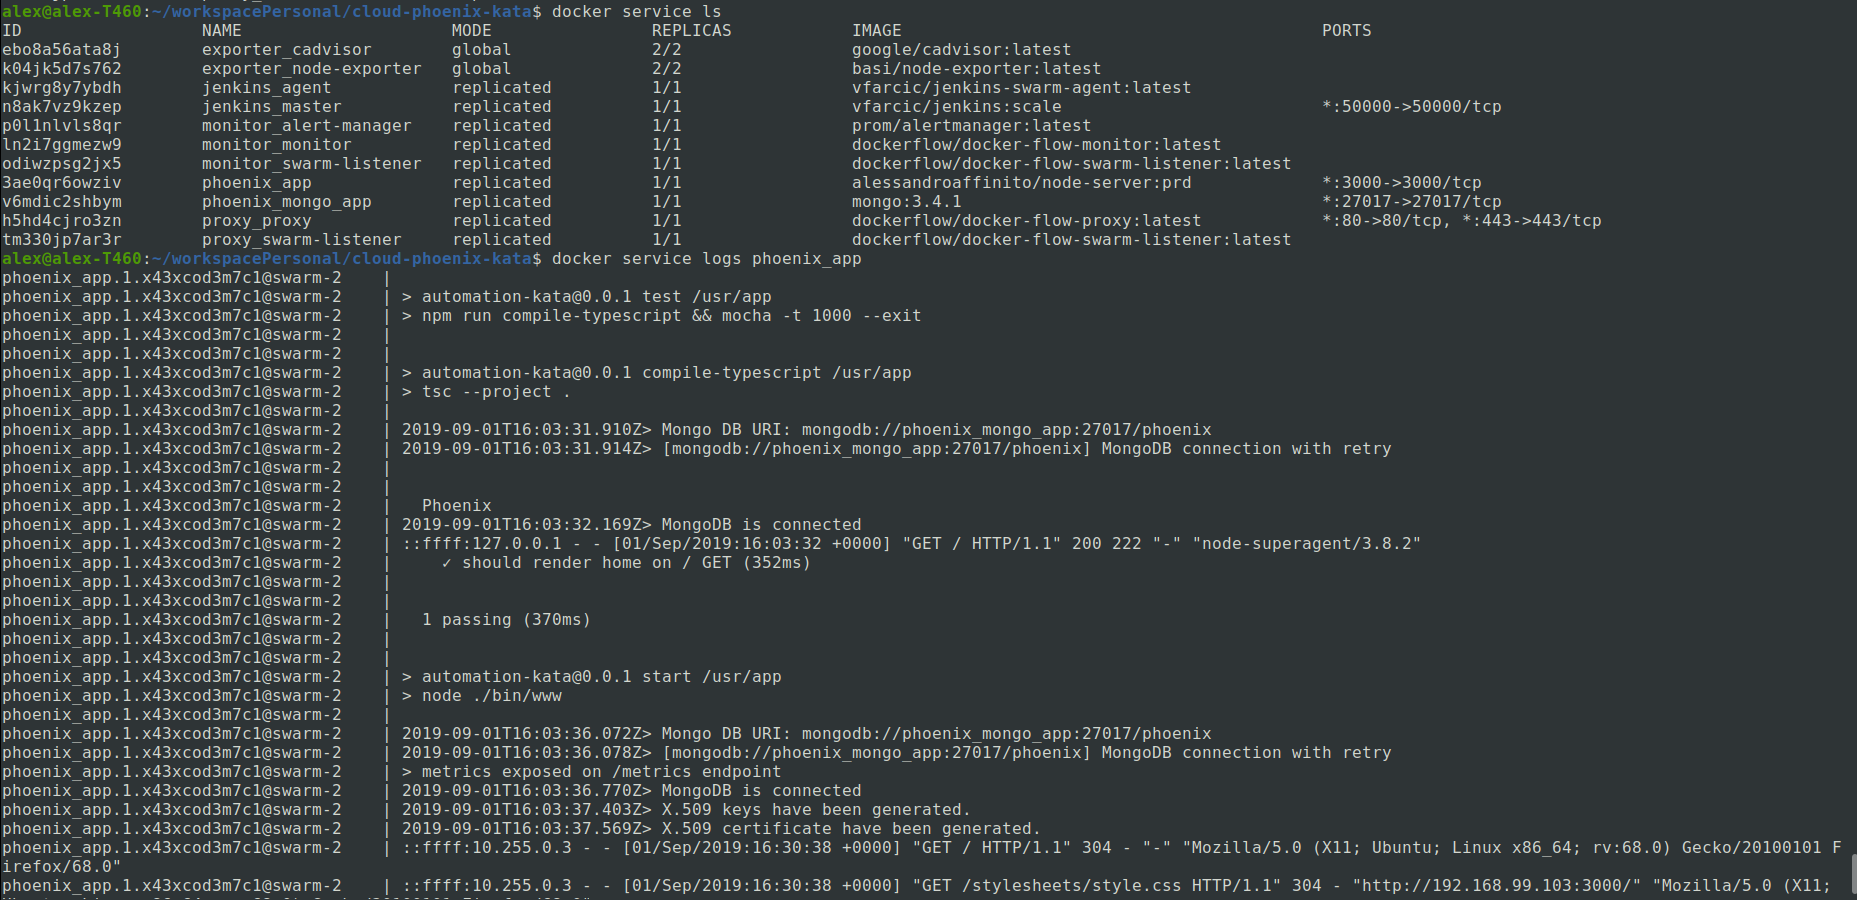 alex@alex-T460:~/workspacePersonal/cloud-phoenix-kata$ docker service ls
ID                  NAME                     MODE                REPLICAS            IMAGE                                          PORTS
ebo8a56ata8j        exporter_cadvisor        global              2/2                 google/cadvisor:latest
k04jk5d7s762        exporter_node-exporter   global              2/2                 basi/node-exporter:latest
kjwrg8y7ybdh        jenkins_agent            replicated          1/1                 vfarcic/jenkins-swarm-agent:latest
n8ak7vz9kzep        jenkins_master           replicated          1/1                 vfarcic/jenkins:scale                          *:50000->50000/tcp
p0l1nlvls8qr        monitor_alert-manager    replicated          1/1                 prom/alertmanager:latest
ln2i7ggmezw9        monitor_monitor          replicated          1/1                 dockerflow/docker-flow-monitor:latest
odiwzpsg2jx5        monitor_swarm-listener   replicated          1/1                 dockerflow/docker-flow-swarm-listener:latest
3ae0qr6owziv        phoenix_app              replicated          1/1                 alessandroaffinito/node-server:prd             *:3000->3000/tcp
v6mdic2shbym        phoenix_mongo_app        replicated          1/1                 mongo:3.4.1                                    *:27017->27017/tcp
h5hd4cjro3zn        proxy_proxy              replicated          1/1                 dockerflow/docker-flow-proxy:latest            *:80->80/tcp, *:443->443/tcp
tm330jp7ar3r        proxy_swarm-listener     replicated          1/1                 dockerflow/docker-flow-swarm-listener:latest
alex@alex-T460:~/workspacePersonal/cloud-phoenix-kata$ docker service logs phoenix_app
phoenix_app.1.x43xcod3m7c1@swarm-2    |
phoenix_app.1.x43xcod3m7c1@swarm-2    | > automation-kata@0.0.1 test /usr/app
phoenix_app.1.x43xcod3m7c1@swarm-2    | > npm run compile-typescript && mocha -t 1000 --exit
phoenix_app.1.x43xcod3m7c1@swarm-2    |
phoenix_app.1.x43xcod3m7c1@swarm-2    |
phoenix_app.1.x43xcod3m7c1@swarm-2    | > automation-kata@0.0.1 compile-typescript /usr/app
phoenix_app.1.x43xcod3m7c1@swarm-2    | > tsc --project .
phoenix_app.1.x43xcod3m7c1@swarm-2    |
phoenix_app.1.x43xcod3m7c1@swarm-2    | 2019-09-01T16:03:31.910Z> Mongo DB URI: mongodb://phoenix_mongo_app:27017/phoenix
phoenix_app.1.x43xcod3m7c1@swarm-2    | 2019-09-01T16:03:31.914Z> [mongodb://phoenix_mongo_app:27017/phoenix] MongoDB connection with retry
phoenix_app.1.x43xcod3m7c1@swarm-2    |
phoenix_app.1.x43xcod3m7c1@swarm-2    |
phoenix_app.1.x43xcod3m7c1@swarm-2    |   Phoenix
phoenix_app.1.x43xcod3m7c1@swarm-2    | 2019-09-01T16:03:32.169Z> MongoDB is connected
phoenix_app.1.x43xcod3m7c1@swarm-2    | ::ffff:127.0.0.1 - - [01/Sep/2019:16:03:32 +0000] "GET / HTTP/1.1" 200 222 "-" "node-superagent/3.8.2"
phoenix_app.1.x43xcod3m7c1@swarm-2    |     ✓ should render home on / GET (352ms)
phoenix_app.1.x43xcod3m7c1@swarm-2    |
phoenix_app.1.x43xcod3m7c1@swarm-2    |
phoenix_app.1.x43xcod3m7c1@swarm-2    |   1 passing (370ms)
phoenix_app.1.x43xcod3m7c1@swarm-2    |
phoenix_app.1.x43xcod3m7c1@swarm-2    |
phoenix_app.1.x43xcod3m7c1@swarm-2    | > automation-kata@0.0.1 start /usr/app
phoenix_app.1.x43xcod3m7c1@swarm-2    | > node ./bin/www
phoenix_app.1.x43xcod3m7c1@swarm-2    |
phoenix_app.1.x43xcod3m7c1@swarm-2    | 2019-09-01T16:03:36.072Z> Mongo DB URI: mongodb://phoenix_mongo_app:27017/phoenix
phoenix_app.1.x43xcod3m7c1@swarm-2    | 2019-09-01T16:03:36.078Z> [mongodb://phoenix_mongo_app:27017/phoenix] MongoDB connection with retry
phoenix_app.1.x43xcod3m7c1@swarm-2    | > metrics exposed on /metrics endpoint
phoenix_app.1.x43xcod3m7c1@swarm-2    | 2019-09-01T16:03:36.770Z> MongoDB is connected
phoenix_app.1.x43xcod3m7c1@swarm-2    | 2019-09-01T16:03:37.403Z> X.509 keys have been generated.
phoenix_app.1.x43xcod3m7c1@swarm-2    | 2019-09-01T16:03:37.569Z> X.509 certificate have been generated.
phoenix_app.1.x43xcod3m7c1@swarm-2    | ::ffff:10.255.0.3 - - [01/Sep/2019:16:30:38 +0000] "GET / HTTP/1.1" 304 - "-" "Mozilla/5.0 (X11; Ubuntu; Linux x86_64; rv:68.0) Gecko/20100101 F
irefox/68.0"
phoenix_app.1.x43xcod3m7c1@swarm-2    | ::ffff:10.255.0.3 - - [01/Sep/2019:16:30:38 +0000] "GET /stylesheets/style.css HTTP/1.1" 304 - "http://192.168.99.103:3000/" "Mozilla/5.0 (X11;